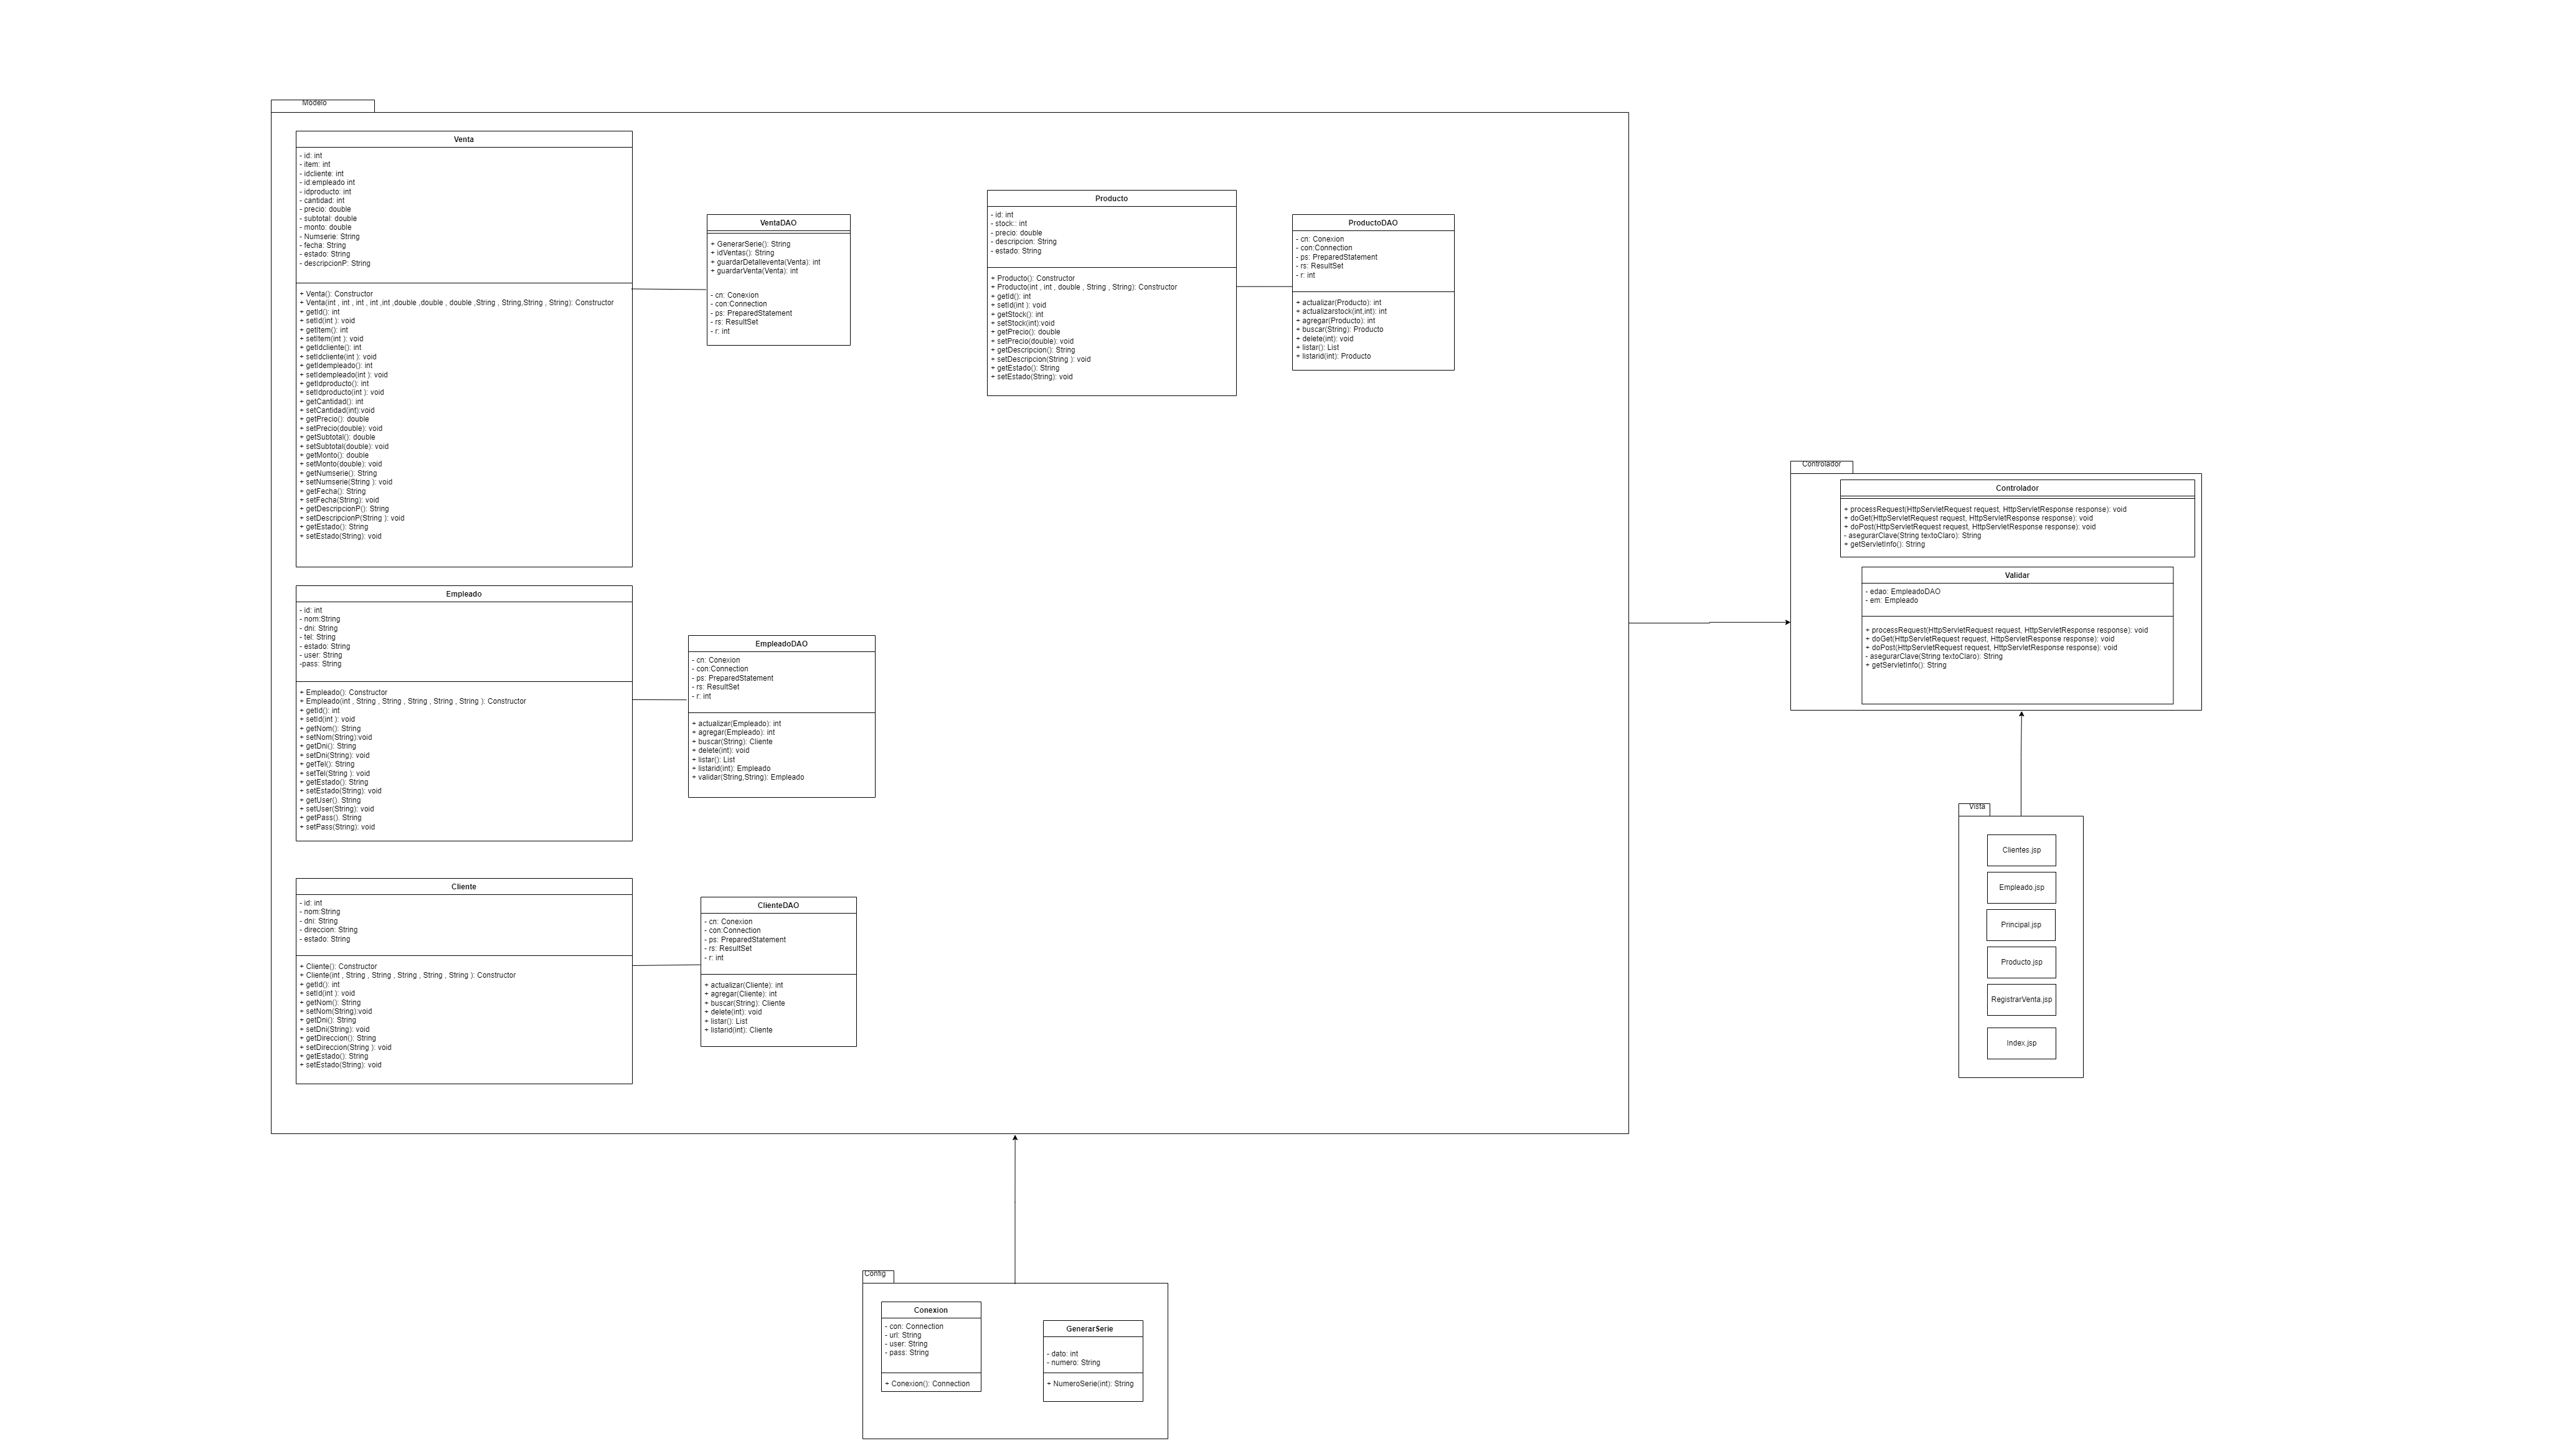 Modelo
Venta
- id: int
- item: int
- idcliente: int
- id:empleado int
- idproducto: int
- cantidad: int
- precio: double
- subtotal: double
- monto: double
- Numserie: String
- fecha: String
- estado: String
- descripcionP: String
+ Venta(): Constructor
+ Venta(int , int , int , int ,int ,double ,double , double ,String , String,String , String): Constructor
+ getId(): int
+ setId(int ): void
+ getItem(): int
+ setItem(int ): void
+ getIdcliente(): int
+ setIdcliente(int ): void
+ getIdempleado(): int
+ setIdempleado(int ): void
+ getIdproducto(): int
+ setIdproducto(int ): void
+ getCantidad(): int
+ setCantidad(int):void
+ getPrecio(): double
+ setPrecio(double): void
+ getSubtotal(): double
+ setSubtotal(double): void
+ getMonto(): double
+ setMonto(double): void
+ getNumserie(): String
+ setNumserie(String ): void
+ getFecha(): String
+ setFecha(String): void
+ getDescripcionP(): String
+ setDescripcionP(String ): void
+ getEstado(): String
+ setEstado(String): void
VentaDAO
+ GenerarSerie(): String
+ idVentas(): String
+ guardarDetalleventa(Venta): int
+ guardarVenta(Venta): int
- cn: Conexion
- con:Connection
- ps: PreparedStatement
- rs: ResultSet
- r: int
Producto
- id: int
- stock:: int
- precio: double
- descripcion: String
- estado: String
+ Producto(): Constructor
+ Producto(int , int , double , String , String): Constructor
+ getId(): int
+ setId(int ): void
+ getStock(): int
+ setStock(int):void
+ getPrecio(): double
+ setPrecio(double): void
+ getDescripcion(): String
+ setDescripcion(String ): void
+ getEstado(): String
+ setEstado(String): void
ProductoDAO
- cn: Conexion
- con:Connection
- ps: PreparedStatement
- rs: ResultSet
- r: int
+ actualizar(Producto): int
+ actualizarstock(int,int): int
+ agregar(Producto): int
+ buscar(String): Producto
+ delete(int): void
+ listar(): List
+ listarid(int): Producto
Empleado
- id: int
- nom:String
- dni: String
- tel: String
- estado: String
- user: String
-pass: String
+ Empleado(): Constructor
+ Empleado(int , String , String , String , String , String ): Constructor
+ getId(): int
+ setId(int ): void
+ getNom(): String
+ setNom(String):void
+ getDni(): String
+ setDni(String): void
+ getTel(): String
+ setTel(String ): void
+ getEstado(): String
+ setEstado(String): void
+ getUser(). String
+ setUser(String): void
+ getPass(). String
+ setPass(String): void
EmpleadoDAO
- cn: Conexion
- con:Connection
- ps: PreparedStatement
- rs: ResultSet
- r: int
+ actualizar(Empleado): int
+ agregar(Empleado): int
+ buscar(String): Cliente
+ delete(int): void
+ listar(): List
+ listarid(int): Empleado
+ validar(String,String): Empleado
Cliente
- id: int
- nom:String
- dni: String
- direccion: String
- estado: String
+ Cliente(): Constructor
+ Cliente(int , String , String , String , String , String ): Constructor
+ getId(): int
+ setId(int ): void
+ getNom(): String
+ setNom(String):void
+ getDni(): String
+ setDni(String): void
+ getDireccion(): String
+ setDireccion(String ): void
+ getEstado(): String
+ setEstado(String): void
ClienteDAO
- cn: Conexion
- con:Connection
- ps: PreparedStatement
- rs: ResultSet
- r: int
+ actualizar(Cliente): int
+ agregar(Cliente): int
+ buscar(String): Cliente
+ delete(int): void
+ listar(): List
+ listarid(int): Cliente
Controlador
Controlador
+ processRequest(HttpServletRequest request, HttpServletResponse response): void
+ doGet(HttpServletRequest request, HttpServletResponse response): void
+ doPost(HttpServletRequest request, HttpServletResponse response): void
- asegurarClave(String textoClaro): String
+ getServletInfo(): String
Validar
- edao: EmpleadoDAO
- em: Empleado
+ processRequest(HttpServletRequest request, HttpServletResponse response): void
+ doGet(HttpServletRequest request, HttpServletResponse response): void
+ doPost(HttpServletRequest request, HttpServletResponse response): void
- asegurarClave(String textoClaro): String
+ getServletInfo(): String
Vista
Clientes.jsp
Empleado.jsp
Principal.jsp
Producto.jsp
RegistrarVenta.jsp
Index.jsp
Config
Conexion
- con: Connection
- url: String
- user: String
- pass: String
+ Conexion(): Connection
GenerarSerie
- dato: int
- numero: String
+ NumeroSerie(int): String